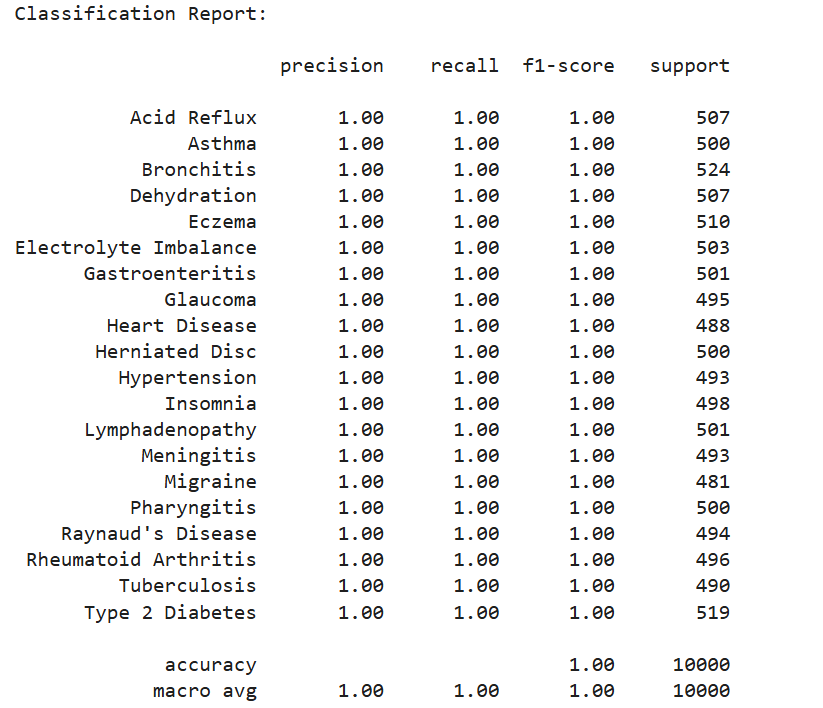 Classification Report:
precision recall f1-score support
Acid Reflux 1.00 1.00 1.00 507
Asthma 1.00 1.00 1.00 500
Bronchitis 1.00 1.00 1.00 524
Dehydration 1.00 1.00 1.00 507
Eczema 1.00 1.00 1.00 510
Electrolyte Imbalance 1.00 1.00 1.00 503
Gastroenteritis 1.00 1.00 1.00 501
Glaucoma 1.00 1.00 1.00 495
Heart Disease 1.00 1.00 1.00 488
Herniated Disc 1.00 1.00 1.00 500
Hypertension 1.00 1.00 1.00 493
Insomnia 1.00 1.00 1.00 498
Lymphadenopathy 1.00 1.00 1.00 501
Meningitis 1.00 1.00 1.00 493
Migraine 1.00 1.00 1.00 481
Pharyngitis 1.00 1.00 1.00 500
Raynaud's Disease 1.00 1.00 1.00 494
Rheumatoid Arthritis 1.00 1.00 1.00 496
Tuberculosis 1.00 1.00 1.00 490
Type 2 Diabetes 1.00 1.00 1.00 519
accuracy 1.00 10000
macro avg 1.00 1.00 1.00 10000